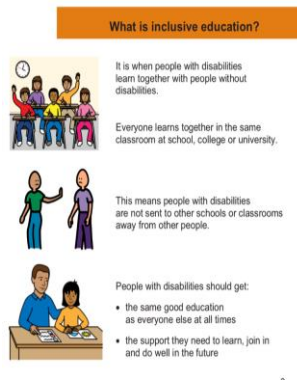 What is inclusive education?
It is when people with disabilities
learn together with people without
disabilities.
Everyone learns together in the same
classroom at school, college or university.
This means people with disabilities
are not sent to other schools or classrooms
away from other people.
People with disabilities should get:
• the same good education
as everyone else at all times
• the support they need to learn, join in
and do well in the future